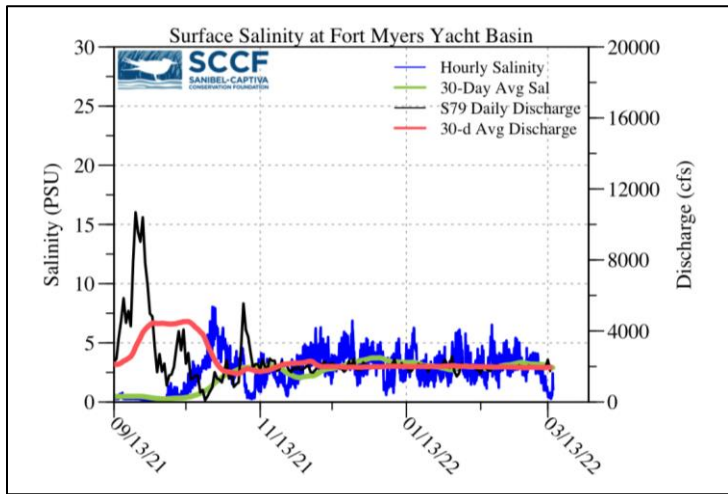 Surface Salinity at Fort Myers Yacht Basin
30
25
20
15
10
5
0
Salinity (PSU)
SCCF
SANIBEL-CAPTIVA
CONSERVATION FOUNDATION
Hourly Salinity
30-Day Avg Sal
S79 Daily Discharge
30-d Avg Discharge
20000
16000
12000
8000
4000
0
Discharge (cfs)
09/13/21
11/13/21
01/13/22
03/13/22